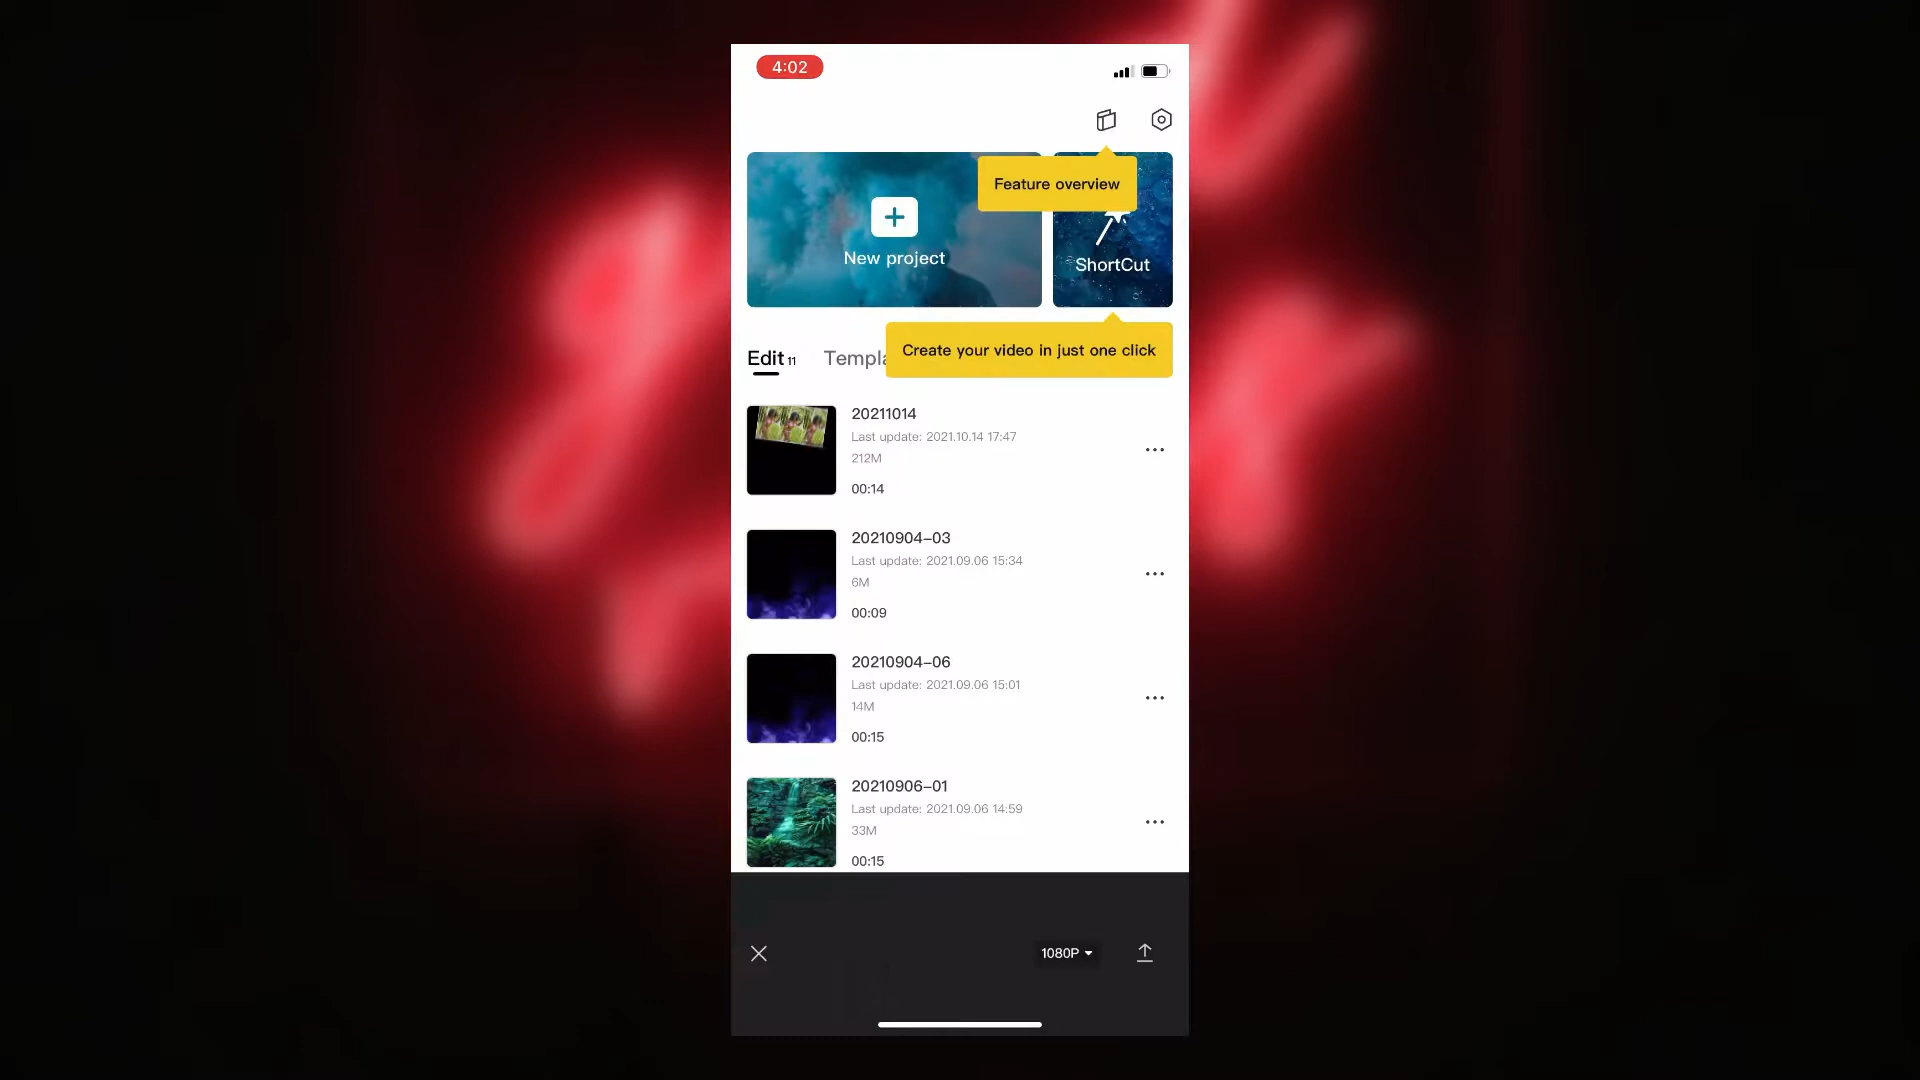 4:02
Feature overview
New project
ShortCut
Create your video in just one click
Edit 11
Templa
20211014
Last update: 2021.10.14 17:47
212M
00:14
20210904-03
Last update: 2021.09.06 15:34
6M
00:09
20210904-06
Last update: 2021.09.06 15:01
14M
00:15
20210906-01
Last update: 2021.09.06 14:59
33M
00:15
1080P